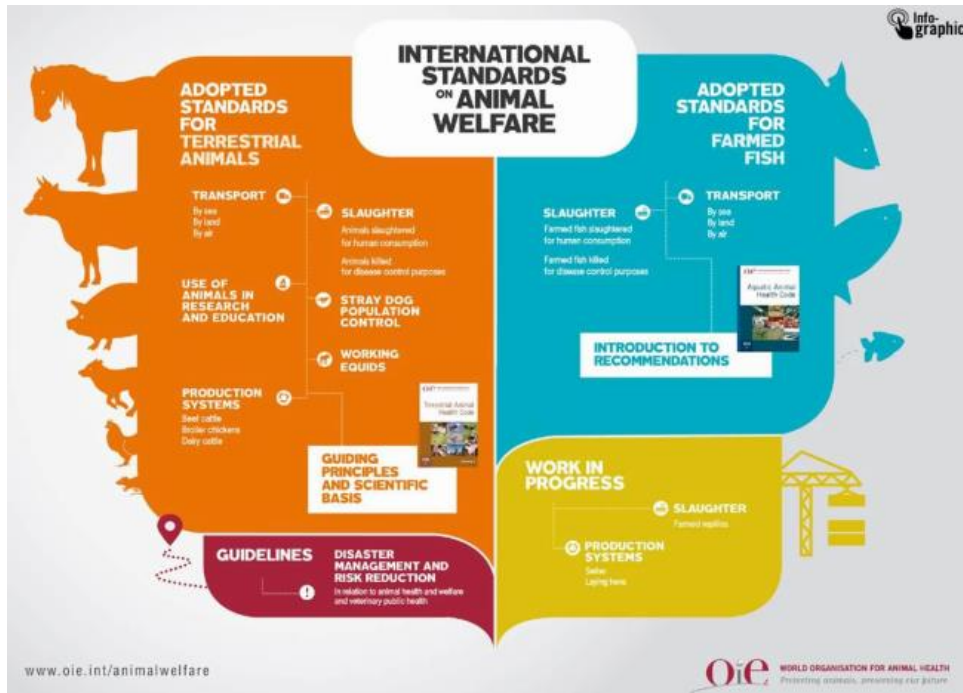 Info-
graphic
INTERNATIONAL
STANDARDS
ON ANIMAL
WELFARE
ADOPTED
STANDARDS
FOR
TERRESTRIAL
ANIMALS
TRANSPORT
By sea
By land
By air
SLAUGHTER
Animals slaughtered
for human consumption
Animals killed
for disease control purposes
USE OF
ANIMALS IN
RESEARCH
AND EDUCATION
STRAY DOG
POPULATION
CONTROL
WORKING
EQUIDS
PRODUCTION
SYSTEMS
Beef cattle
Broiler chickens
Dairy cattle
oie
Terrestrial Animal
Health Code
GUIDING
PRINCIPLES
AND SCIENTIFIC
BASIS
ADOPTED
STANDARDS
FOR
FARMED
FISH
SLAUGHTER
Farmed fish slaughtered
for human consumption
Farmed fish killed
for disease control purposes
TRANSPORT
By sea
By land
By air
oie
Aquatic Animal
Health Code
INTRODUCTION TO
RECOMMENDATIONS
WORK IN
PROGRESS
SLAUGHTER
Farmed reptiles
PRODUCTION
SYSTEMS
Laying hens
GUIDELINES
DISASTER
MANAGEMENT AND
RISK REDUCTION
In relation to animal health and welfare
and veterinary public health
www.oie.int/animalwelfare
oie
WORLD ORGANISATION FOR ANIMAL HEALTH
Protecting animals, preserving our future